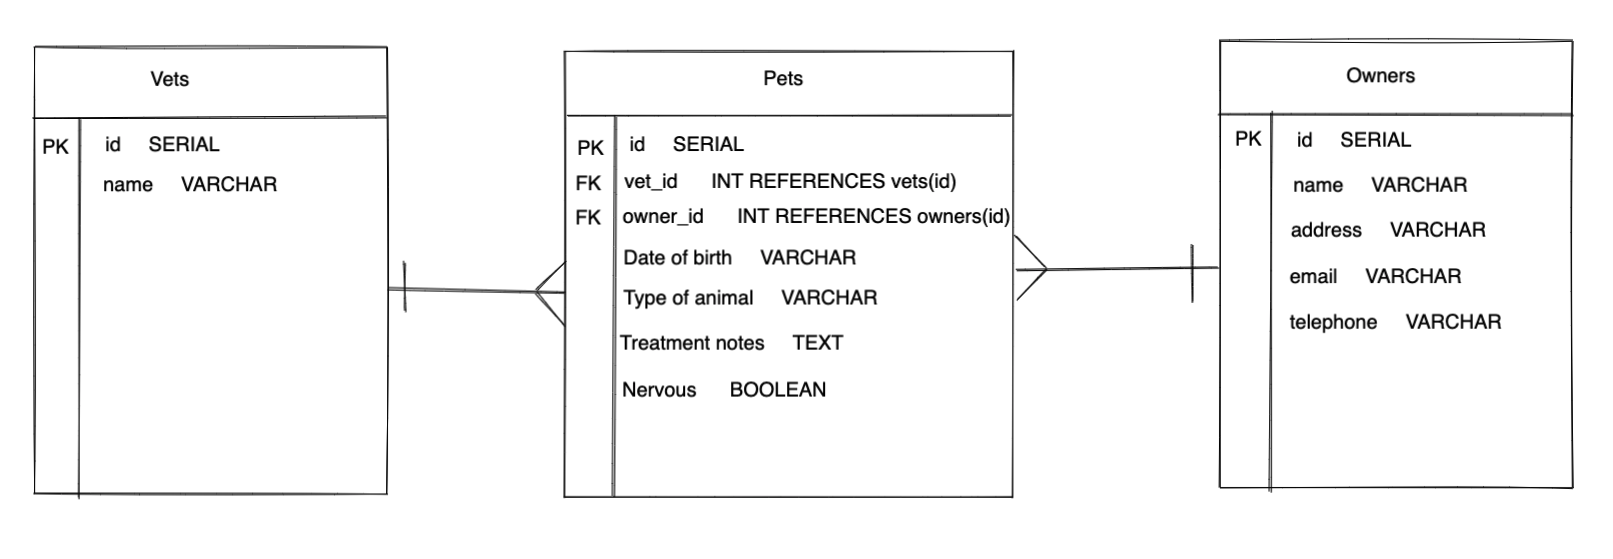 Vets
PK id SERIAL
name VARCHAR
Pets
PK id SERIAL
FK vet_id INT REFERENCES vets(id)
FK owner_id INT REFERENCES owners(id)
Date of birth VARCHAR
Type of animal VARCHAR
Treatment notes TEXT
Nervous BOOLEAN
Owners
PK id SERIAL
name VARCHAR
address VARCHAR
email VARCHAR
telephone VARCHAR